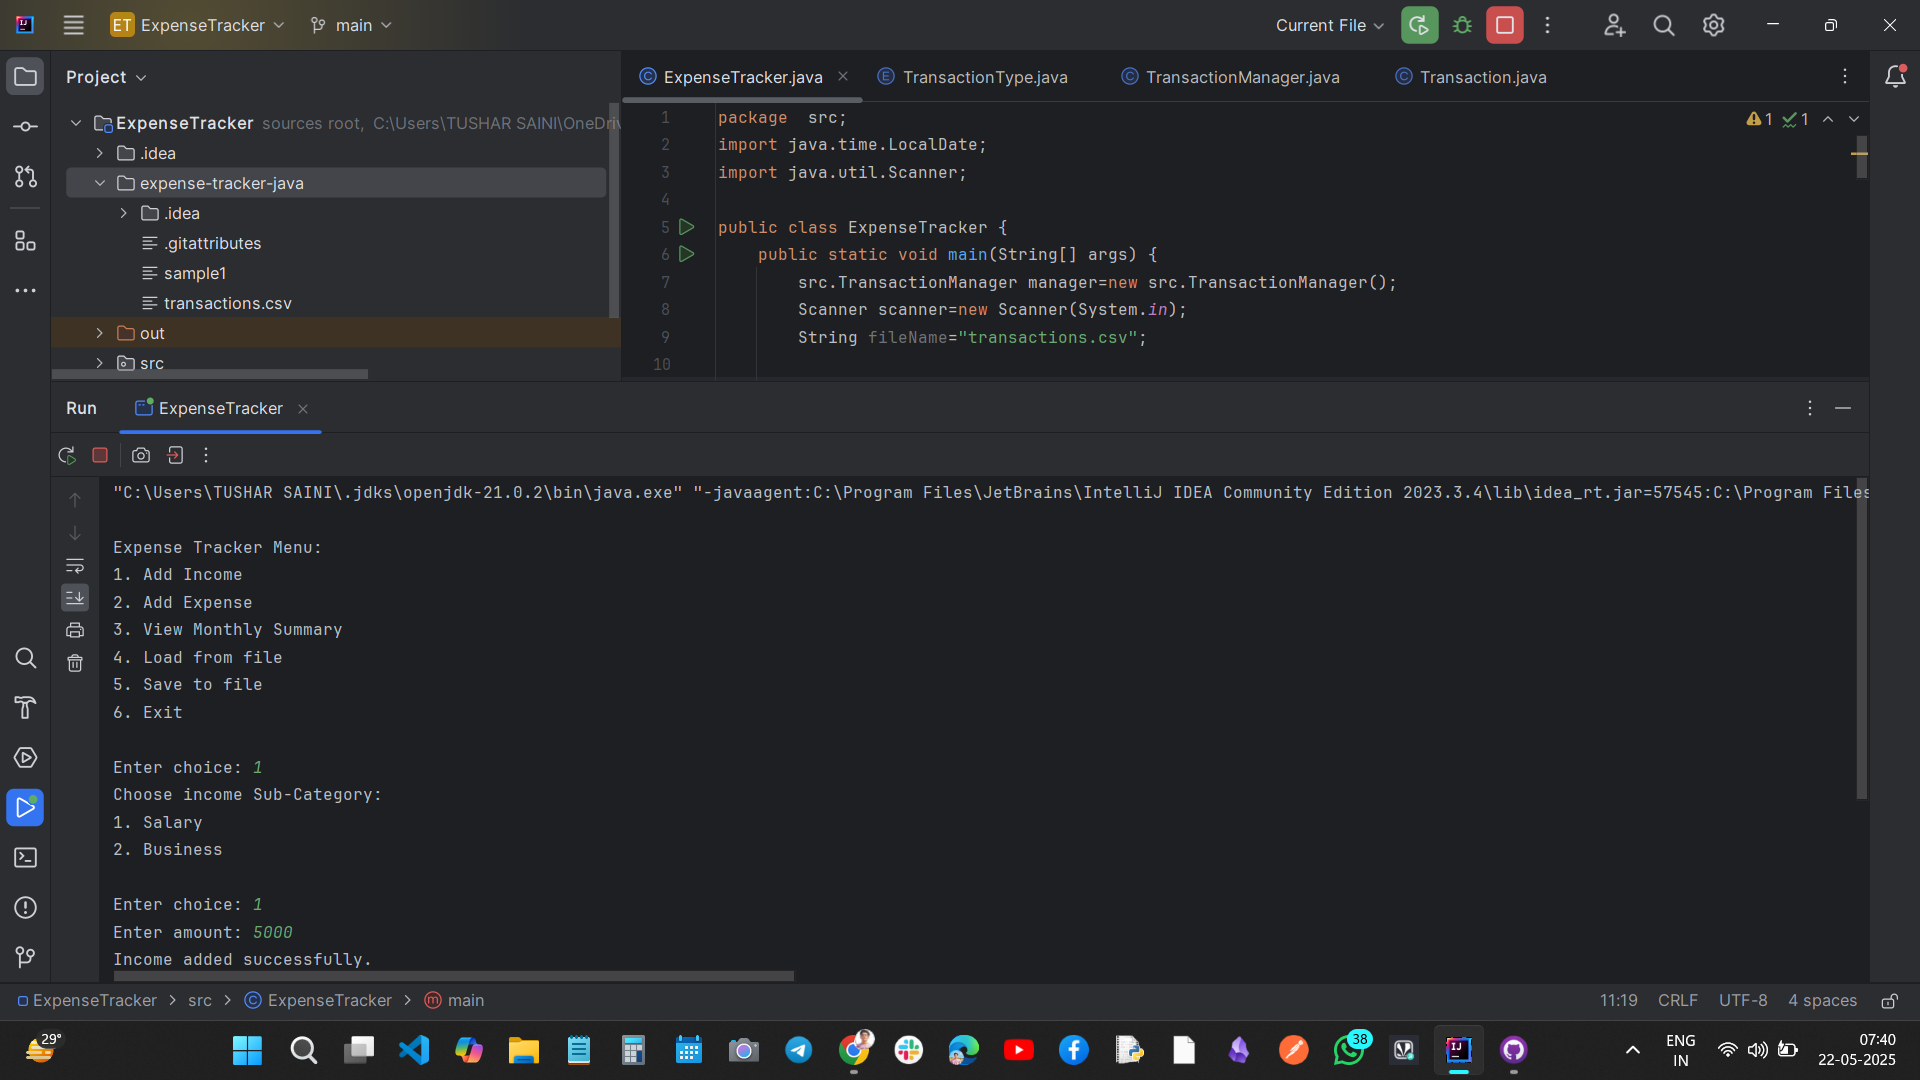 ET ExpenseTracker main Current File
Project
ExpenseTracker.java TransactionType.java TransactionManager.java Transaction.java
ExpenseTracker sources root, C:\Users\TUSHAR SAINI\OneDriv
.idea
expense-tracker-java
.idea
.gitattributes
sample1
transactions.csv
out
src
1 package  src;
2 import java.time.LocalDate;
3 import java.util.Scanner;
4
5 public class ExpenseTracker {
6     public static void main(String[] args) {
7         src.TransactionManager manager=new src.TransactionManager();
8         Scanner scanner=new Scanner(System.in);
9         String fileName="transactions.csv";
10
1 1
Run ExpenseTracker
"C:\Users\TUSHAR SAINI\.jdks\openjdk-21.0.2\bin\java.exe" "-javaagent:C:\Program Files\JetBrains\IntelliJ IDEA Community Edition 2023.3.4\lib\idea_rt.jar=57545:C:\Program Files
Expense Tracker Menu:
1. Add Income
2. Add Expense
3. View Monthly Summary
4. Load from file
5. Save to file
6. Exit
Enter choice: 1
Choose income Sub-Category:
1. Salary
2. Business
Enter choice: 1
Enter amount: 5000
Income added successfully.
ExpenseTracker > src > ExpenseTracker > main 11:19 CRLF UTF-8 4 spaces
29°
38
ENG
IN
07:40
22-05-2025